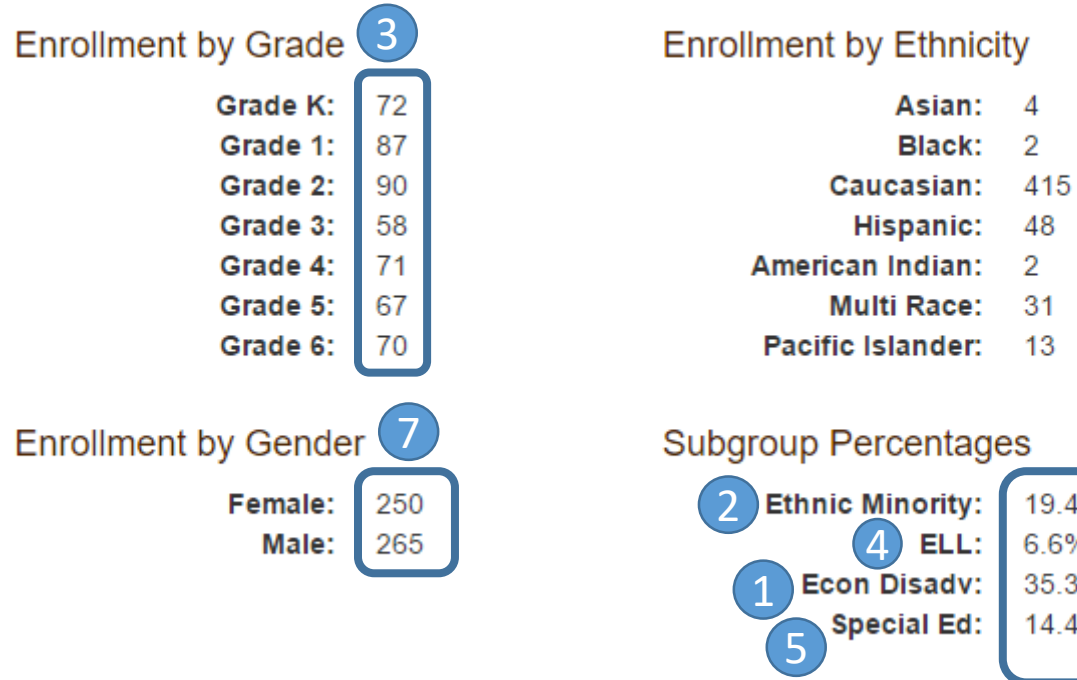 Enrollment by Grade 3
Grade K: 72
Grade 1: 87
Grade 2: 90
Grade 3: 58
Grade 4: 71
Grade 5: 67
Grade 6: 70
Enrollment by Ethnicity
Asian: 4
Black: 2
Caucasian: 415
Hispanic: 48
American Indian: 2
Multi Race: 31
Pacific Islander: 13
Enrollment by Gender 7
Female: 250
Male: 265
Subgroup Percentages
2 Ethnic Minority: 19.4
4 ELL: 6.6%
1 Econ Disadv: 35.3
5 Special Ed: 14.4